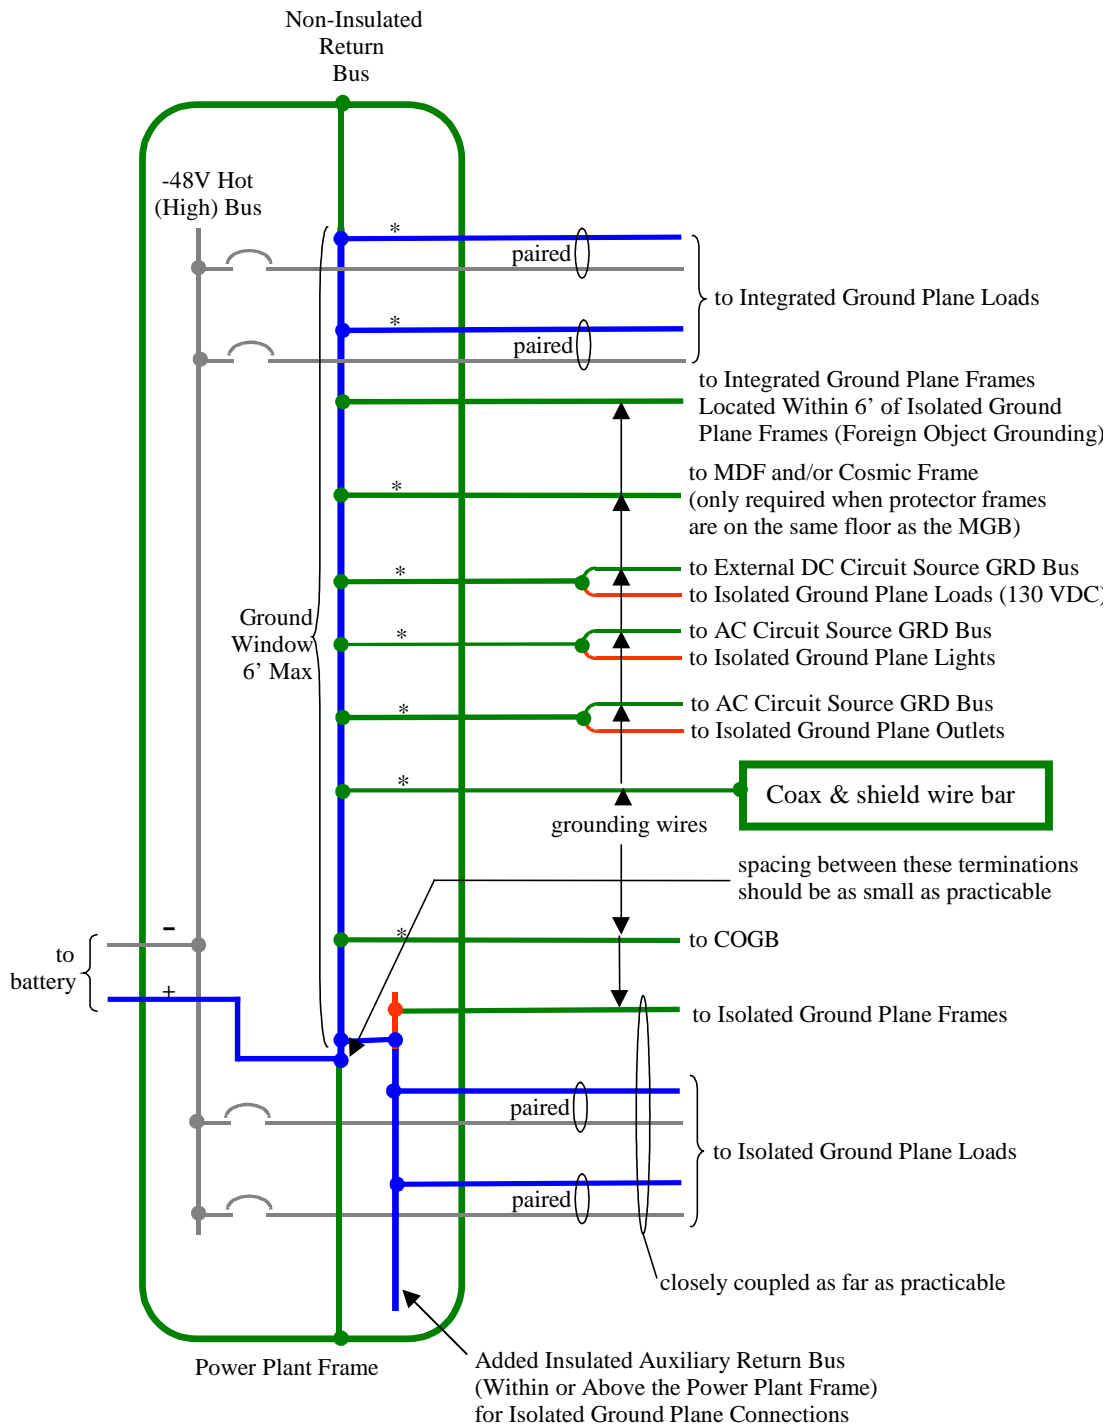 Non-Insulated
Return
Bus
-48V Hot
(High) Bus
*
paired
to Integrated Ground Plane Loads
*
paired
to Integrated Ground Plane Frames
Located Within 6’ of Isolated Ground
Plane Frames (Foreign Object Grounding)
*
to MDF and/or Cosmic Frame
(only required when protector frames
are on the same floor as the MGB)
*
to External DC Circuit Source GRD Bus
to Isolated Ground Plane Loads (130 VDC)
Ground
Window
6’ Max
*
to AC Circuit Source GRD Bus
to Isolated Ground Plane Lights
*
to AC Circuit Source GRD Bus
to Isolated Ground Plane Outlets
*
Coax & shield wire bar
grounding wires
spacing between these terminations
should be as small as practicable
-
*
to COGB
to
battery
+
to Isolated Ground Plane Frames
paired
to Isolated Ground Plane Loads
paired
closely coupled as far as practicable
Power Plant Frame
Added Insulated Auxiliary Return Bus
(Within or Above the Power Plant Frame)
for Isolated Ground Plane Connections